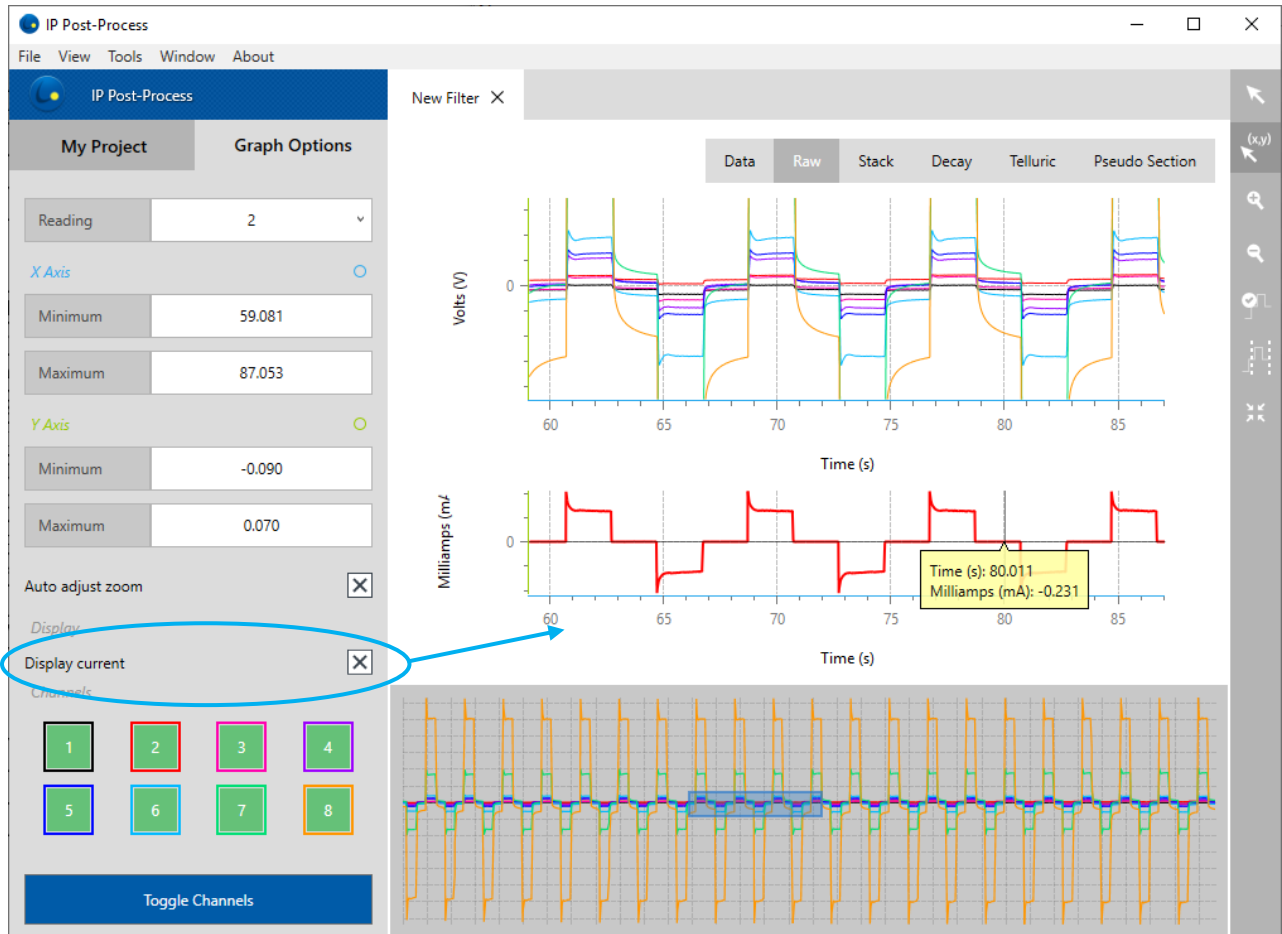 IP Post-Process
File View Tools Window About
IP Post-Process
My Project Graph Options
Reading 2
X Axis
Minimum 59.081
Maximum 87.053
Y Axis
Minimum -0.090
Maximum 0.070
Auto adjust zoom
Display
Display current
Channels
1 2 3 4
5 6 7 8
Toggle Channels
New Filter
Data Raw Stack Decay Telluric Pseudo Section
Volts (V)
0
60 65 70 75 80 85
Time (s)
Milliamps (mA
0
Time (s): 80.011
Milliamps (mA): -0.231
60 65 70 75 80 85
Time (s)
(x,y)